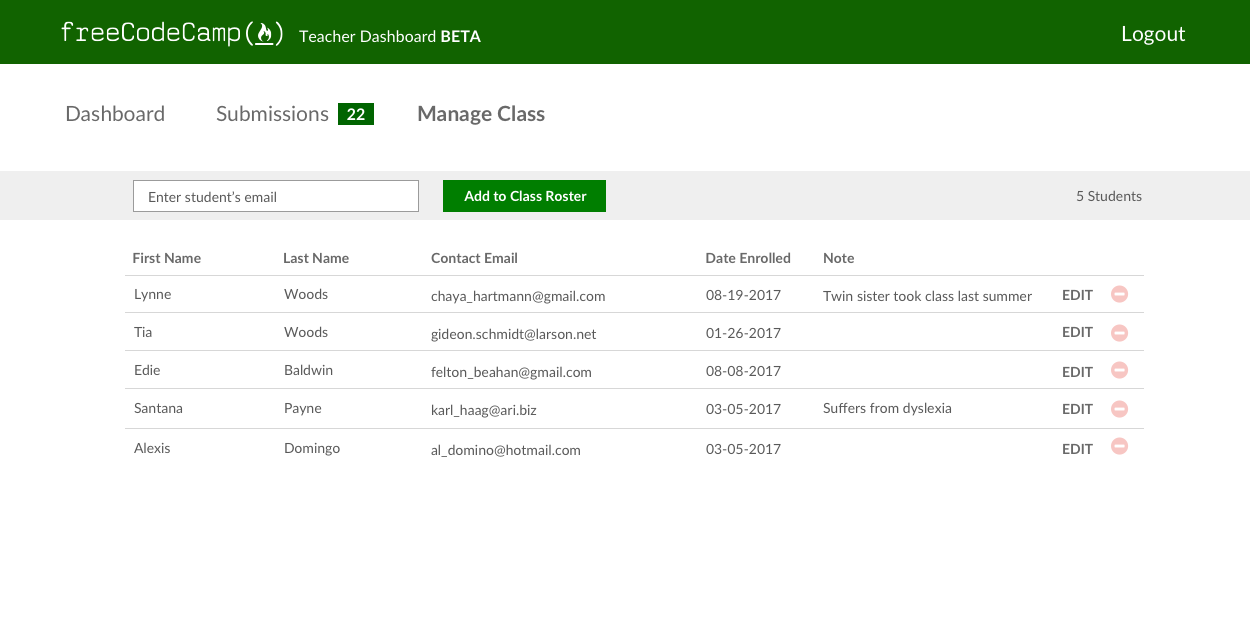 freeCodeCamp(🔥) Teacher Dashboard BETA Logout
Dashboard Submissions 22 Manage Class
Enter student's email Add to Class Roster 5 Students
First Name Last Name Contact Email Date Enrolled Note
Lynne Woods chaya_hartmann@gmail.com 08-19-2017 Twin sister took class last summer EDIT
Tia Woods gideon.schmidt@larson.net 01-26-2017 EDIT
Edie Baldwin felton_beahan@gmail.com 08-08-2017 EDIT
Santana Payne karl_haag@ari.biz 03-05-2017 Suffers from dyslexia EDIT
Alexis Domingo al_domino@hotmail.com 03-05-2017 EDIT